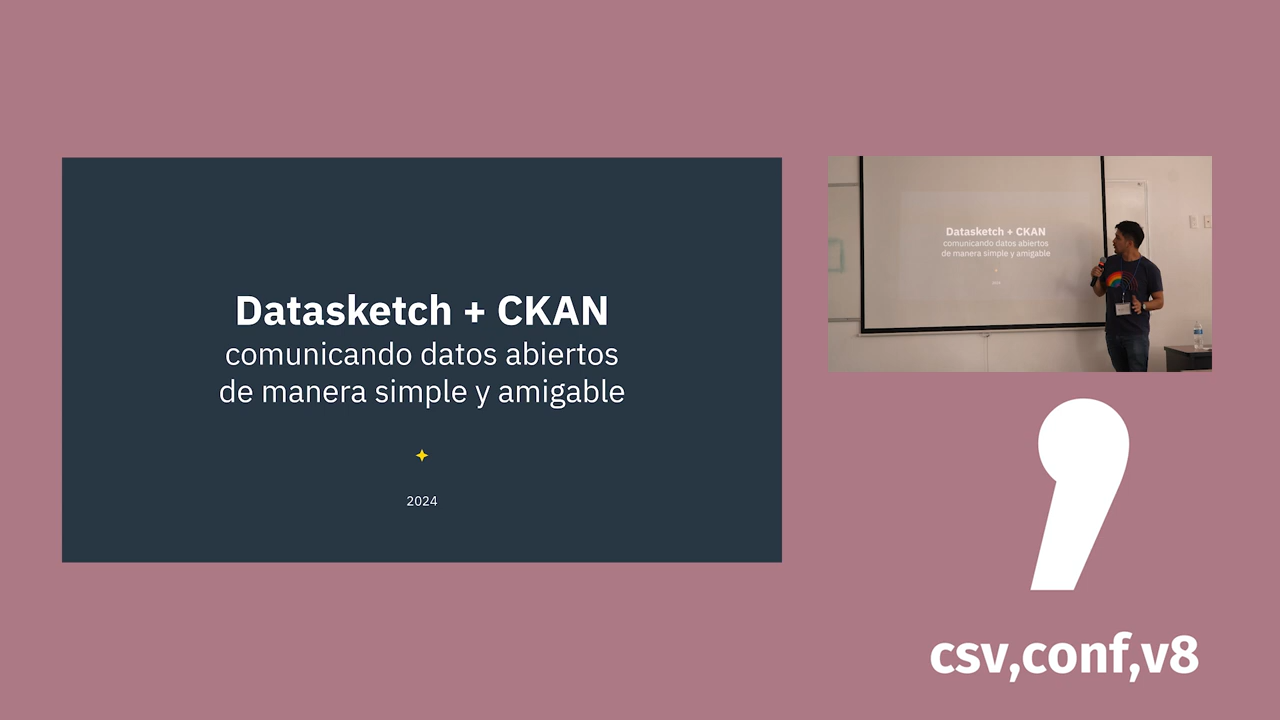 Datasketch + CKAN
comunicando datos abiertos
de manera simple y amigable
2024
Datasketch + CKAN
comunicando datos abiertos
de manera simple y amigable
csv,conf,v8